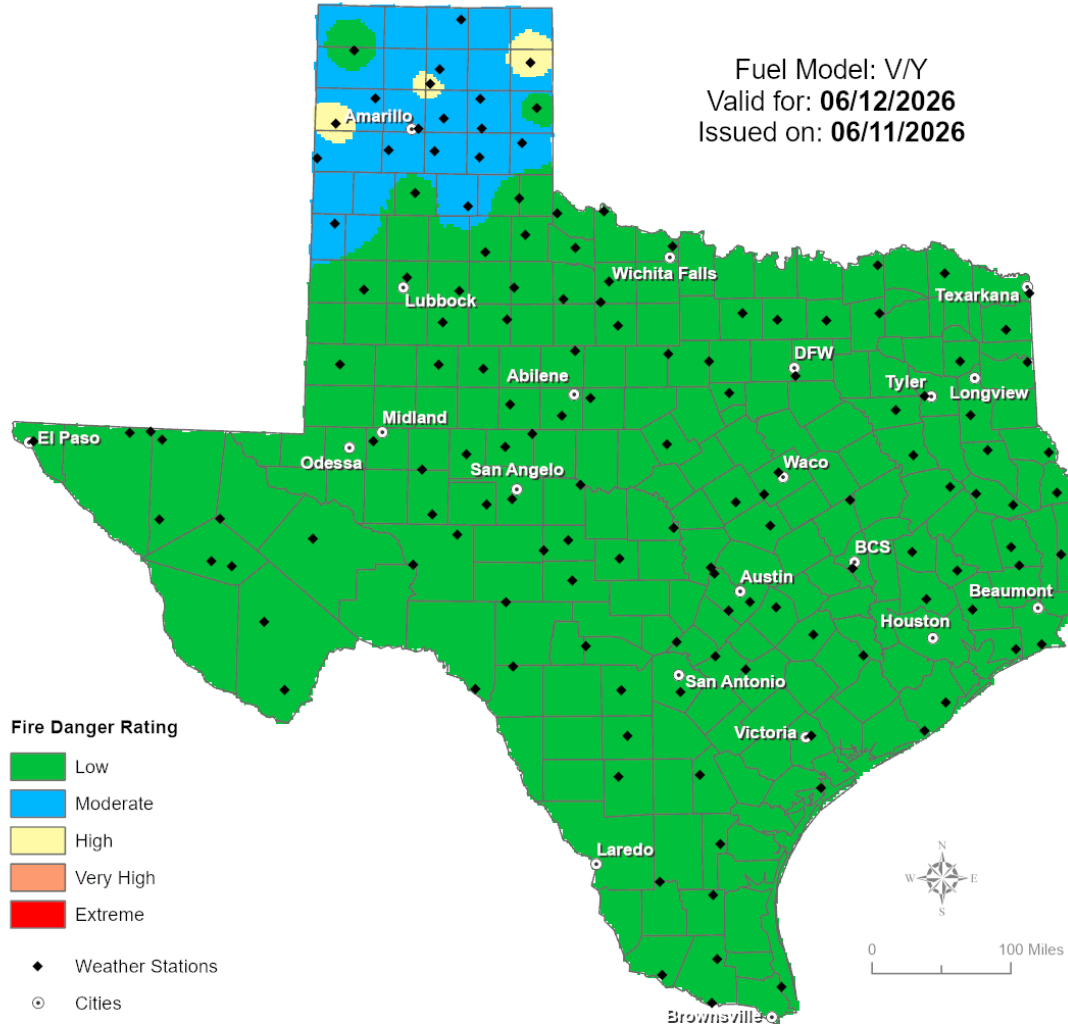 Fuel Model: V/Y
Valid for: 06/12/2026
Issued on: 06/11/2026
Amarillo
Wichita Falls
Lubbock
Texarkana
DFW
Abilene
Tyler
Longview
Midland
El Paso
Odessa
San Angelo
Waco
BCS
Austin
Beaumont
Houston
San Antonio
Victoria
Laredo
Brownsville
Fire Danger Rating
Low
Moderate
High
Very High
Extreme
Weather Stations
Cities
N
W E
S
0 100 Miles